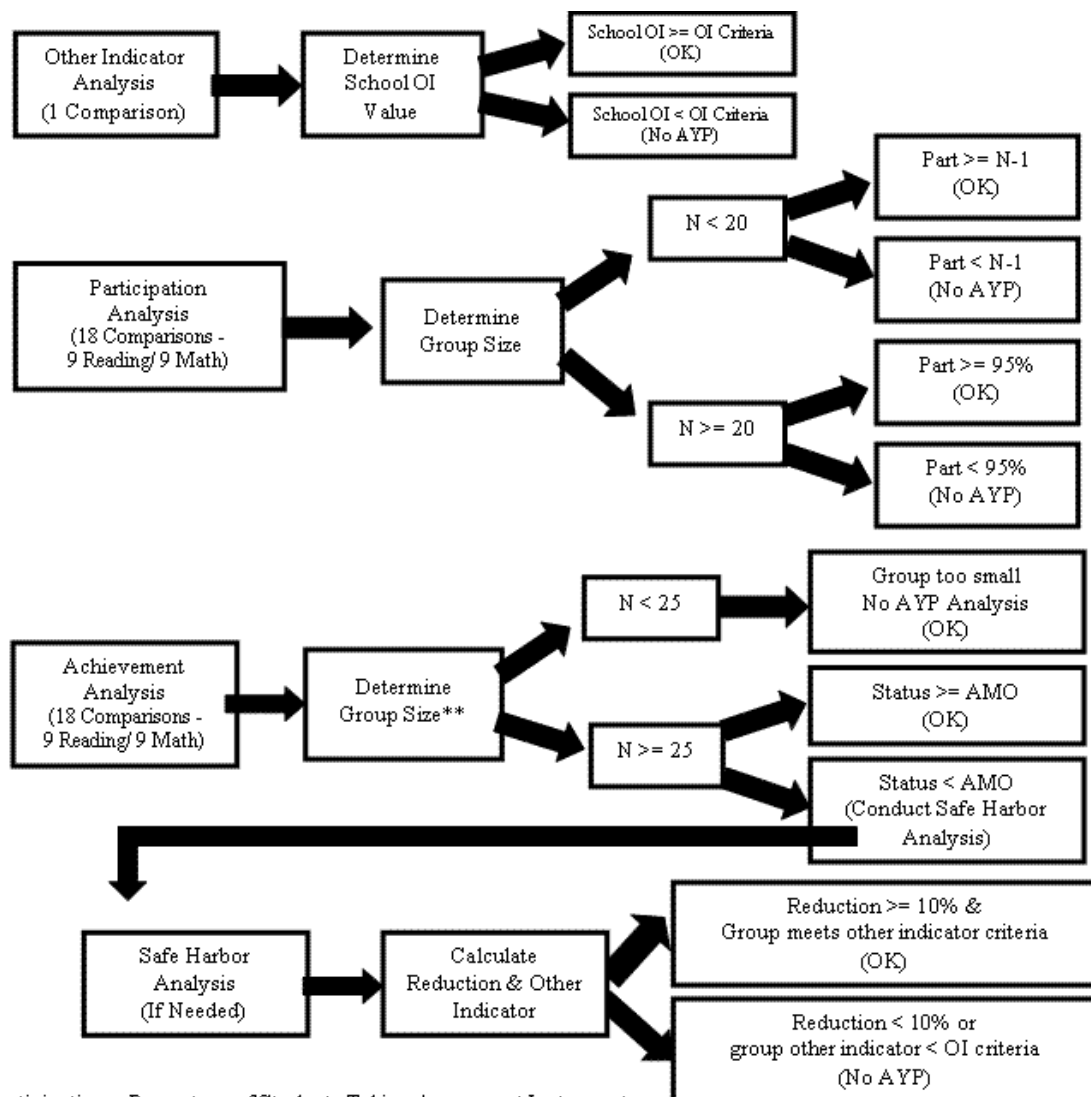 Other Indicator
Analysis
(1 Comparison)
Determine
School OI
Value
School OI >= OI Criteria
(OK)
School OI < OI Criteria
(No AYP)
Participation
Analysis
(18 Comparisons -
9 Reading/ 9 Math)
Determine
Group Size
N < 20
Part >= N-1
(OK)
Part < N-1
(No AYP)
N >= 20
Part >= 95%
(OK)
Part < 95%
(No AYP)
Achievement
Analysis
(18 Comparisons -
9 Reading/ 9 Math)
Determine
Group Size**
N < 25
Group too small
No AYP Analysis
(OK)
N >= 25
Status >= AMO
(OK)
Status < AMO
(Conduct Safe Harbor
Analysis)
Safe Harbor
Analysis
(If Needed)
Calculate
Reduction & Other
Indicator
Reduction >= 10% &
Group meets other indicator criteria
(OK)
Reduction < 10% or
group other indicator < OI criteria
(No AYP)